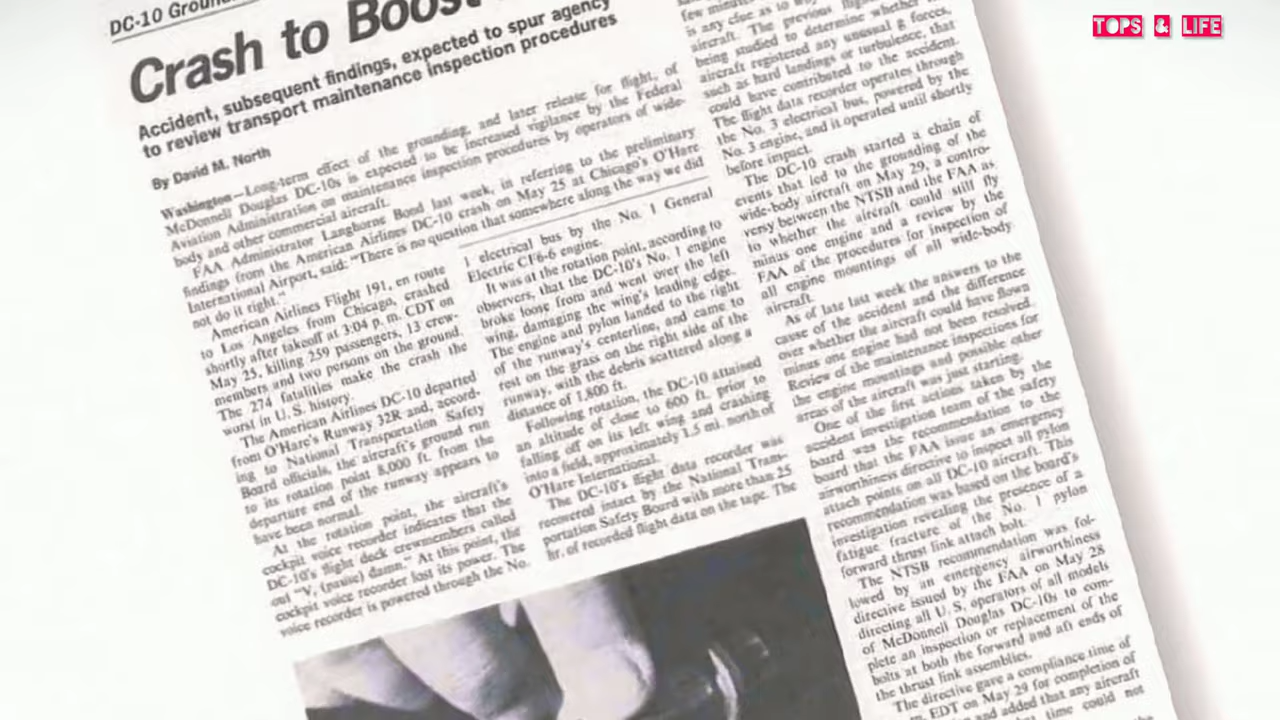 TOPS & LIFE
DC-10
Crash to Boost
Accident, subsequent findings, expected to spur agency
to review transport maintenance inspection procedures
By David M. North
Washington—Long-term effect of the grounding, and later release for flight, of
McDonnell Douglas DC-10s is expected to be increased vigilance by the Federal
Aviation Administration on maintenance inspection procedures by operators of wide-
body and other commercial aircraft.
FAA Administrator Langhorne Bond last week, in referring to the preliminary
findings from the American Airlines DC-10 crash on May 25 at Chicago's O'Hare
International Airport, said: "There is no question that somewhere along the way we did
not do it right."
American Airlines Flight 191, en route
to Los Angeles from Chicago, crashed
shortly after takeoff at 3:04 p. m. CDT on
May 25, killing 259 passengers, 13 crew-
members and two persons on the ground.
The 274 fatalities make the crash the
worst in U.S. history.
The American Airlines DC-10 departed
from O'Hare's Runway 32R and, accord-
ing to National Transportation Safety
Board officials, the aircraft's ground run
to its rotation point 8,000 ft. from the
departure end of the runway appears to
have been normal.
At the rotation point, the aircraft's
cockpit voice recorder indicates that the
DC-10's flight deck crewmembers called
out "V, (pause) damn." At this point, the
cockpit voice recorder lost its power. The
voice recorder is powered through the No.
1 electrical bus by the No. 1 General
Electric CF6-6 engine.
It was at the rotation point, according to
observers, that the DC-10's No. 1 engine
broke loose from and went over the left
wing, damaging the wing's leading edge.
The engine and pylon landed to the right
of the runway's centerline, and came to
rest on the grass on the right side of the
runway, with the debris scattered along a
distance of 1,800 ft.
Following rotation, the DC-10 attained
an altitude of close to 600 ft. prior to
falling off on its left wing and crashing
into a field, approximately 1.5 mi. north of
O'Hare International.
The DC-10's flight data recorder was
recovered intact by the National Trans-
portation Safety Board with more than 25
hr. of recorded flight data on the tape. The
few minutes
is any clue as to
aircraft. The previous
being studied to determine whether the
aircraft registered any unusual g forces,
such as hard landings or turbulence, that
could have contributed to the accident.
The flight data recorder operates through
the No. 3 electrical bus, powered by the
No. 3 engine, and it operated until shortly
before impact.
The DC-10 crash started a chain of
events that led to the grounding of the
wide-body aircraft on May 29, a contro-
versy between the NTSB and the FAA as
to whether the aircraft could still fly
minus one engine and a review by the
FAA of the procedures for inspection of
all engine mountings of all wide-body
aircraft.
As of late last week the answers to the
cause of the accident and the difference
over whether the aircraft could have flown
minus one engine had not been resolved.
Review of the maintenance inspections for
the engine mountings and possible other
areas of the aircraft was just starting.
One of the first actions taken by the
accident investigation team of the safety
board was the recommendation to the
board that the FAA issue an emergency
airworthiness directive to inspect all pylon
attach points on all DC-10 aircraft. This
recommendation was based on the board's
investigation revealing the presence of a
fatigue fracture of the No. 1 pylon
forward thrust link attach bolt.
The NTSB recommendation was fol-
lowed by an emergency airworthiness
directive issued by the FAA on May 28
directing all U. S. operators of all models
of McDonnell Douglas DC-10s to com-
plete an inspection or replacement of the
bolts at both the forward and aft ends of
the thrust link assemblies.
The directive gave a compliance time of
EDT on May 29 for completion of
and added that any aircraft
time could not